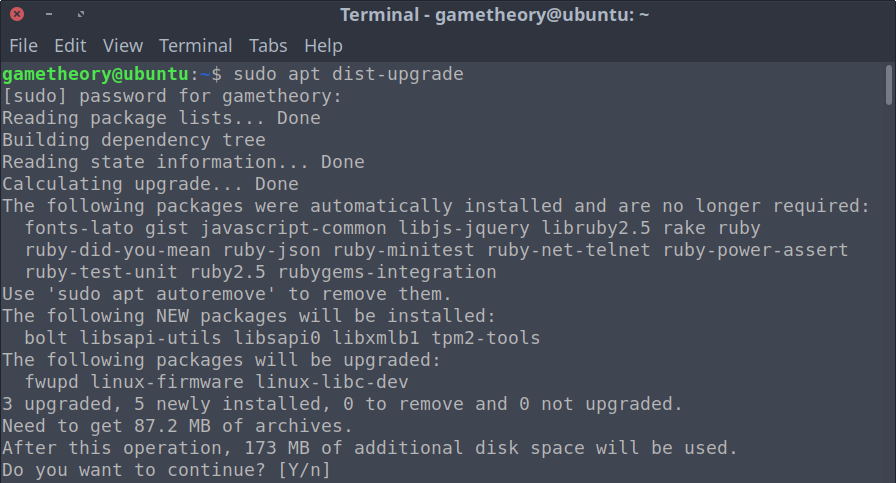 Terminal - gametheory@ubuntu: ~
File Edit View Terminal Tabs Help
gametheory@ubuntu:~$ sudo apt dist-upgrade
[sudo] password for gametheory:
Reading package lists... Done
Building dependency tree
Reading state information... Done
Calculating upgrade... Done
The following packages were automatically installed and are no longer required:
  fonts-lato gist javascript-common libjs-jquery libruby2.5 rake ruby
  ruby-did-you-mean ruby-json ruby-minitest ruby-net-telnet ruby-power-assert
  ruby-test-unit ruby2.5 rubygems-integration
Use 'sudo apt autoremove' to remove them.
The following NEW packages will be installed:
  bolt libsapi-utils libsapi0 libxmlb1 tpm2-tools
The following packages will be upgraded:
  fwupd linux-firmware linux-libc-dev
3 upgraded, 5 newly installed, 0 to remove and 0 not upgraded.
Need to get 87.2 MB of archives.
After this operation, 173 MB of additional disk space will be used.
Do you want to continue? [Y/n]